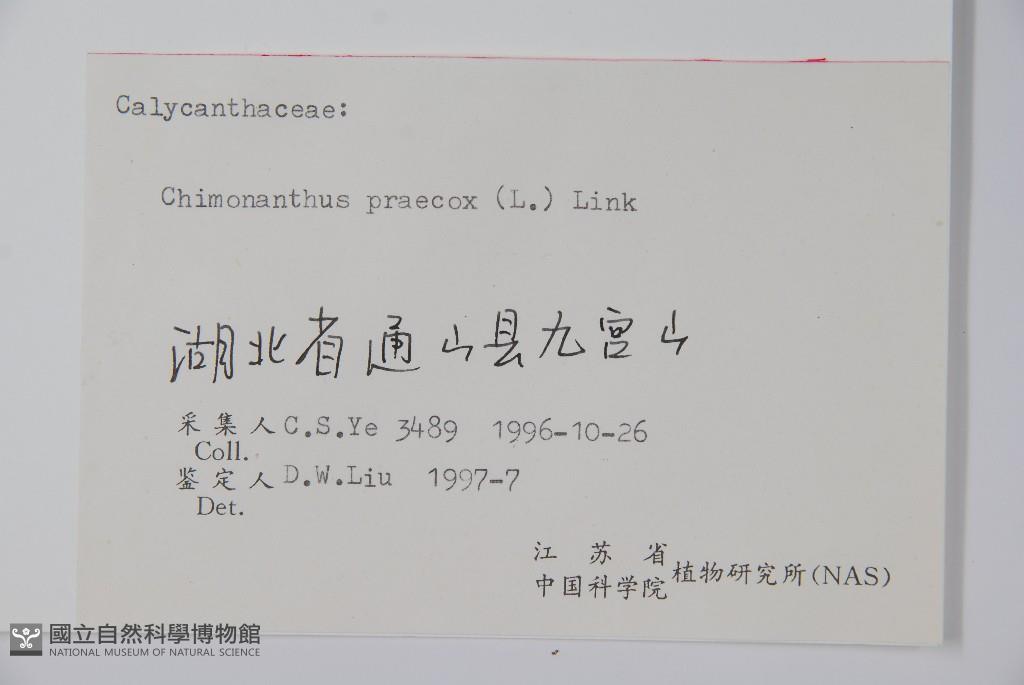 Calycanthaceae:
Chimonanthus praecox (L.) Link
湖北省通山县九宫山
采集人 C.S.Ye 3489 1996-10-26
Coll.
鉴定人 D.W.Liu 1997-7
Det.
江苏省
中国科学院 植物研究所(NAS)
國立自然科學博物館
NATIONAL MUSEUM OF NATURAL SCIENCE